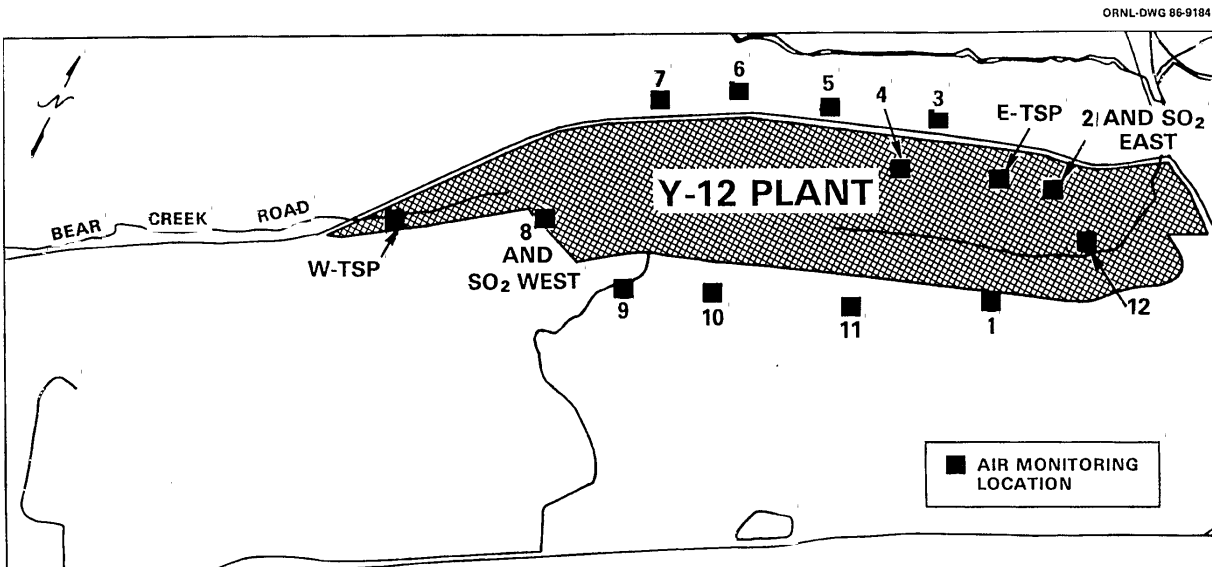 ORNL-DWG 86-9184
N
7
6
5
4
3
E-TSP
2 AND SO₂
EAST
Y-12 PLANT
BEAR CREEK ROAD
W-TSP
8
AND
SO₂ WEST
9
10
11
1
12
AIR MONITORING
LOCATION